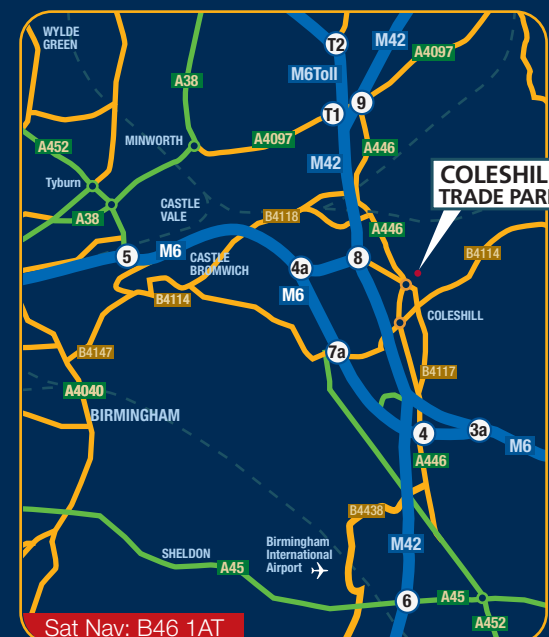 WYLDE
GREEN
T2
M42
A4097
M6Toll
A38
T1
9
A452
MINWORTH
A4097
A446
M42
Tyburn
COLESHIL
TRADE PAR
CASTLE
VALE
A38
B4118
A446
5
M6
CASTLE
BROMWICH
4a
8
B4114
M6
B4114
COLESHILL
B4147
7a
B4117
A4040
BIRMINGHAM
4
3a
M6
A446
B4438
M42
Birmingham
International
Airport
SHELDON
A45
6
A45
A452
Sat Nav: B46 1AT